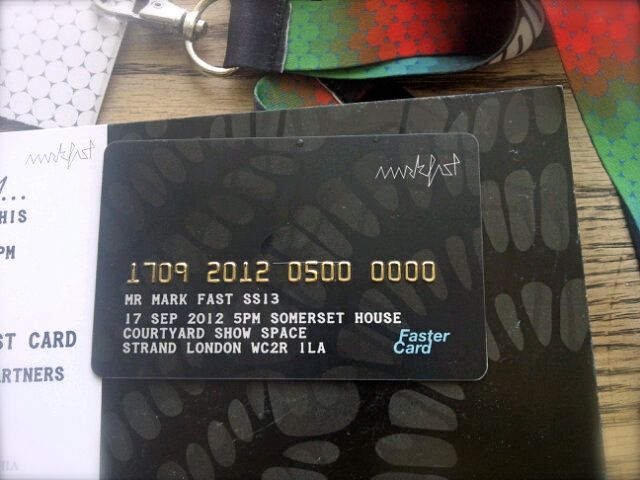 markfast
HIS
PM
ST CARD
ARTNERS
markfast
1709 2012 0500 0000
MR MARK FAST SS13
17 SEP 2012 5PM SOMERSET HOUSE
COURTYARD SHOW SPACE
STRAND LONDON WC2R 1LA
Faster
Card